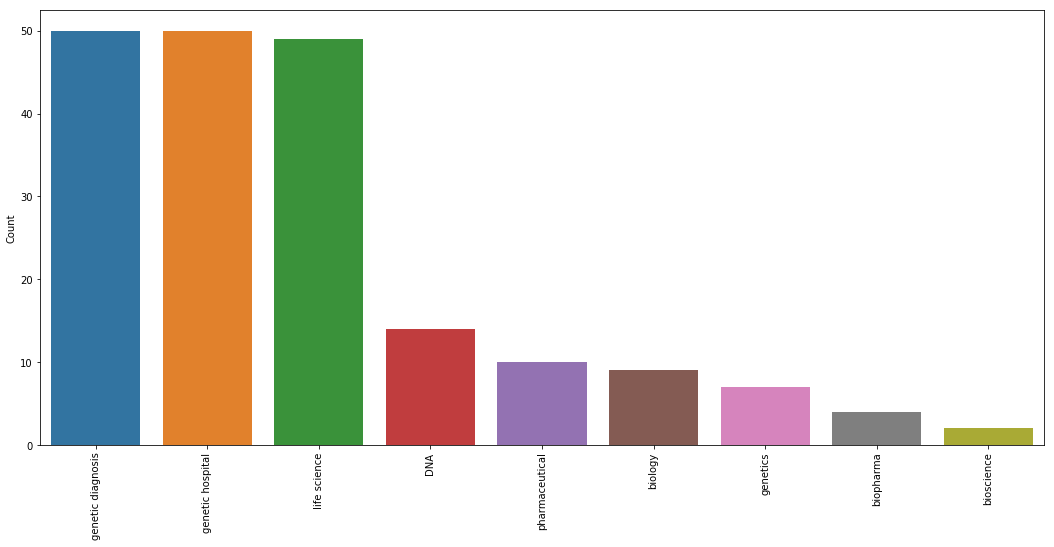 50
40
30
20
10
0
Count
genetic diagnosis
genetic hospital
life science
DNA
pharmaceutical
biology
genetics
biopharma
bioscience